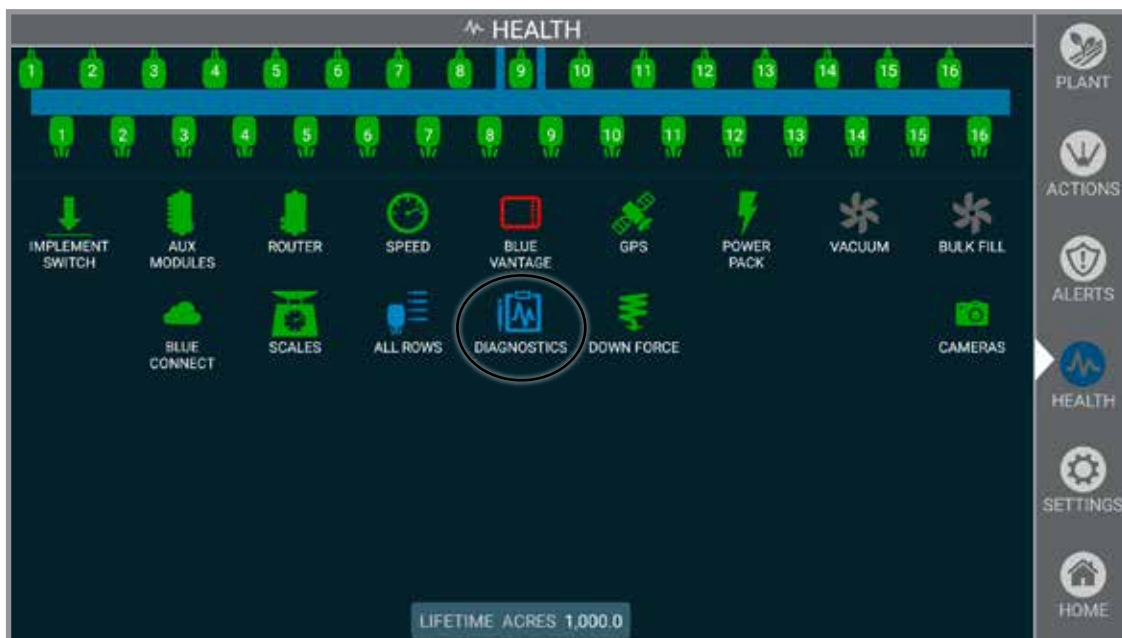 HEALTH
1 2 3 4 5 6 7 8 9 10 11 12 13 14 15 16
1 2 3 4 5 6 7 8 9 10 11 12 13 14 15 16
IMPLEMENT
SWITCH
AUX
MODULES
ROUTER
SPEED
BLUE
VANTAGE
GPS
POWER
PACK
VACUUM
BULK FILL
BLUE
CONNECT
SCALES
ALL ROWS
DIAGNOSTICS
DOWN FORCE
CAMERAS
LIFETIME ACRES 1,000.0
PLANT
ACTIONS
ALERTS
HEALTH
SETTINGS
HOME